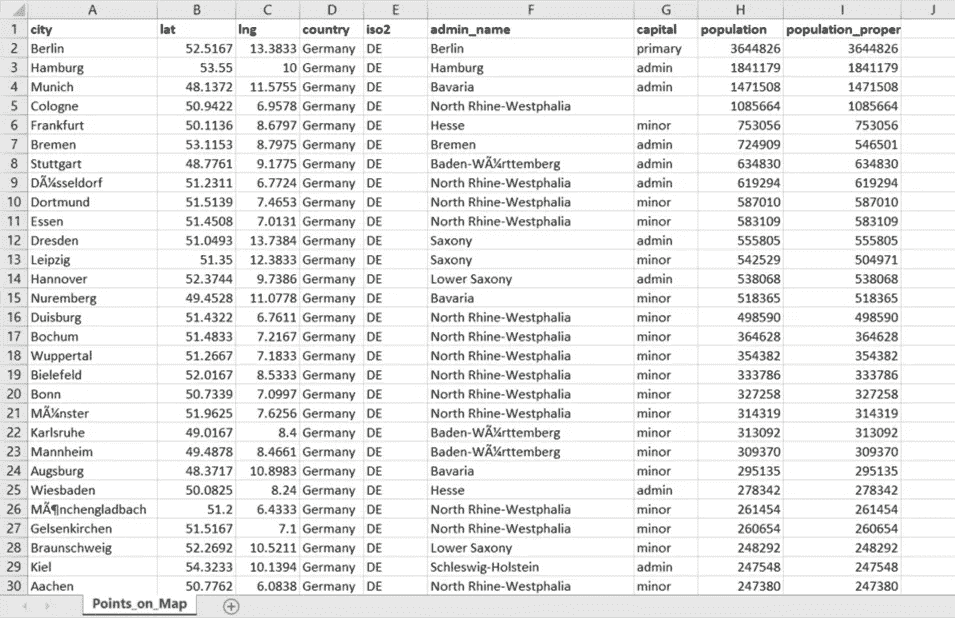 A B C D E F G H I J
1 city lat lng country iso2 admin_name capital population population_proper
2 Berlin 52.5167 13.3833 Germany DE Berlin primary 3644826 3644826
3 Hamburg 53.55 10 Germany DE Hamburg admin 1841179 1841179
4 Munich 48.1372 11.5755 Germany DE Bavaria admin 1471508 1471508
5 Cologne 50.9422 6.9578 Germany DE North Rhine-Westphalia 1085664 1085664
6 Frankfurt 50.1136 8.6797 Germany DE Hesse minor 753056 753056
7 Bremen 53.1153 8.7975 Germany DE Bremen admin 724909 546501
8 Stuttgart 48.7761 9.1775 Germany DE Baden-WÃ¼rttemberg admin 634830 634830
9 DÃ¼sseldorf 51.2311 6.7724 Germany DE North Rhine-Westphalia admin 619294 619294
10 Dortmund 51.5139 7.4653 Germany DE North Rhine-Westphalia minor 587010 587010
11 Essen 51.4508 7.0131 Germany DE North Rhine-Westphalia minor 583109 583109
12 Dresden 51.0493 13.7384 Germany DE Saxony admin 555805 555805
13 Leipzig 51.35 12.3833 Germany DE Saxony minor 542529 504971
14 Hannover 52.3744 9.7386 Germany DE Lower Saxony admin 538068 538068
15 Nuremberg 49.4528 11.0778 Germany DE Bavaria minor 518365 518365
16 Duisburg 51.4322 6.7611 Germany DE North Rhine-Westphalia minor 498590 498590
17 Bochum 51.4833 7.2167 Germany DE North Rhine-Westphalia minor 364628 364628
18 Wuppertal 51.2667 7.1833 Germany DE North Rhine-Westphalia minor 354382 354382
19 Bielefeld 52.0167 8.5333 Germany DE North Rhine-Westphalia minor 333786 333786
20 Bonn 50.7339 7.0997 Germany DE North Rhine-Westphalia minor 327258 327258
21 MÃ¼nster 51.9625 7.6256 Germany DE North Rhine-Westphalia minor 314319 314319
22 Karlsruhe 49.0167 8.4 Germany DE Baden-WÃ¼rttemberg minor 313092 313092
23 Mannheim 49.4878 8.4661 Germany DE Baden-WÃ¼rttemberg minor 309370 309370
24 Augsburg 48.3717 10.8983 Germany DE Bavaria minor 295135 295135
25 Wiesbaden 50.0825 8.24 Germany DE Hesse admin 278342 278342
26 MÃ¶nchengladbach 51.2 6.4333 Germany DE North Rhine-Westphalia minor 261454 261454
27 Gelsenkirchen 51.5167 7.1 Germany DE North Rhine-Westphalia minor 260654 260654
28 Braunschweig 52.2692 10.5211 Germany DE Lower Saxony minor 248292 248292
29 Kiel 54.3233 10.1394 Germany DE Schleswig-Holstein admin 247548 247548
30 Aachen 50.7762 6.0838 Germany DE North Rhine-Westphalia minor 247380 247380
Points_on_Map